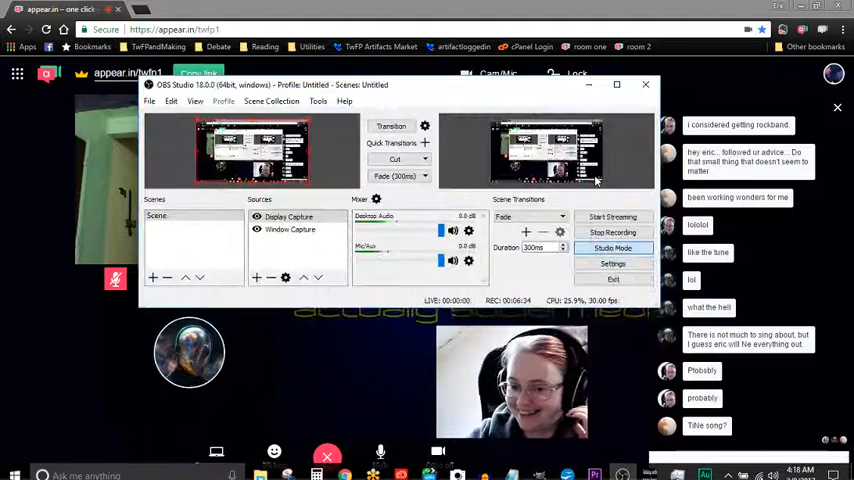 appear.in – one click
Eric
Secure
https://appear.in/twfp1
Apps
Bookmarks
TwFPandMaking
Debate
Reading
Utilities
TwFP Artifacts Market
artifactloggedin
cPanel Login
room one
room 2
Other bookmarks
appear.in/twfp1
Copy link
Cam/Mic
Lock
OBS Studio 18.0.0 (64bit, windows) - Profile: Untitled - Scenes: Untitled
File Edit View Profile Scene Collection Tools Help
Transition
Quick Transitions
Cut
Fade (300ms)
Scenes
Scene
Sources
Display Capture
Window Capture
Mixer
Desktop Audio 0.0 dB
Mic/Aux 0.0 dB
Scene Transitions
Fade
Duration 300ms
Start Streaming
Stop Recording
Studio Mode
Settings
Exit
LIVE: 00:00:00
REC: 00:06:34
CPU: 25.9%, 30.00 fps
i considered getting rockband.
hey eric... followed ur advice... Do
that small thing that doesn't seem to
matter
been working wonders for me
lololol
like the tune
lol
what the hell
There is not much to sing about, but
I guess eric will Ne everything out.
Ptobsbly
probably
TiNe song?
Ask me anything
4:18 AM